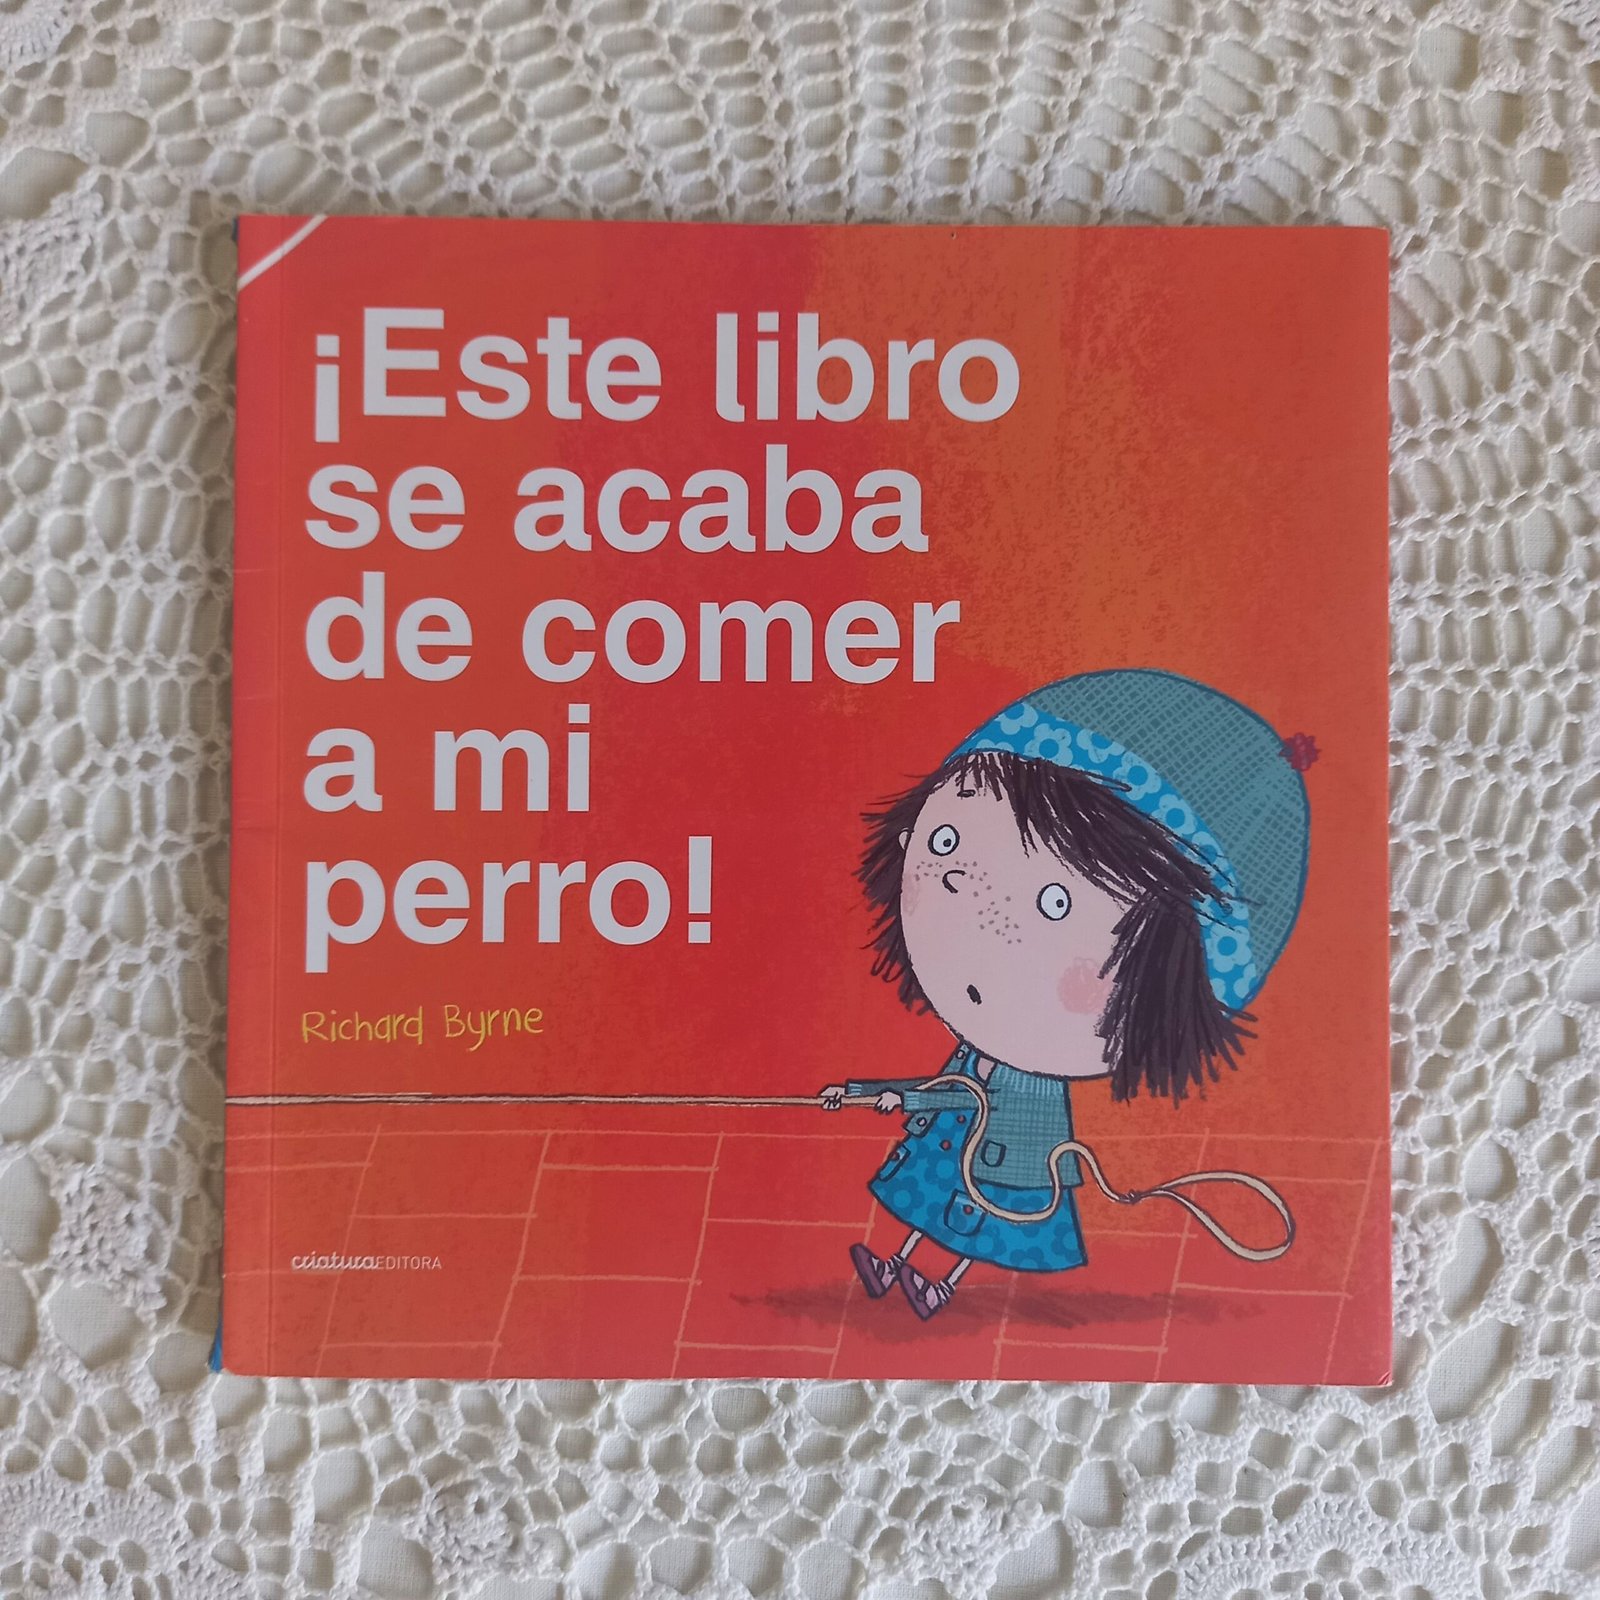 ¡Este libro
se acaba
de comer
a mi
perro!
Richard Byrne
criaturaEDITORA